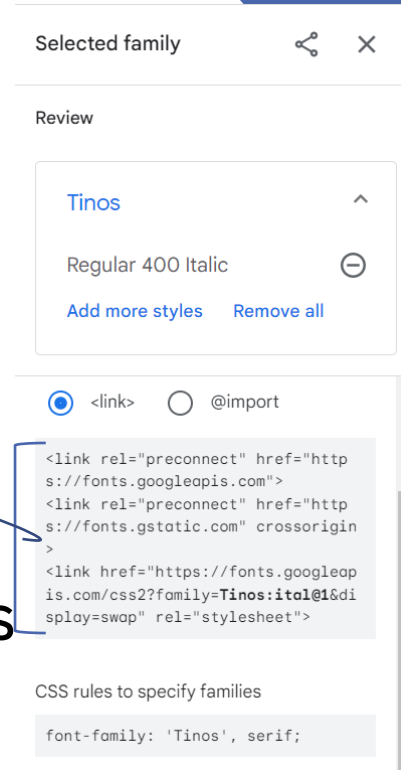 Selected family
Review
Tinos
Regular 400 Italic
Add more styles Remove all
<link> @import
<link rel="preconnect" href="http
s://fonts.googleapis.com">
<link rel="preconnect" href="http
s://fonts.gstatic.com" crossorigin
>
<link href="https://fonts.googleap
is.com/css2?family=Tinos:ital@1&di
splay=swap" rel="stylesheet">
s
CSS rules to specify families
font-family: 'Tinos', serif;